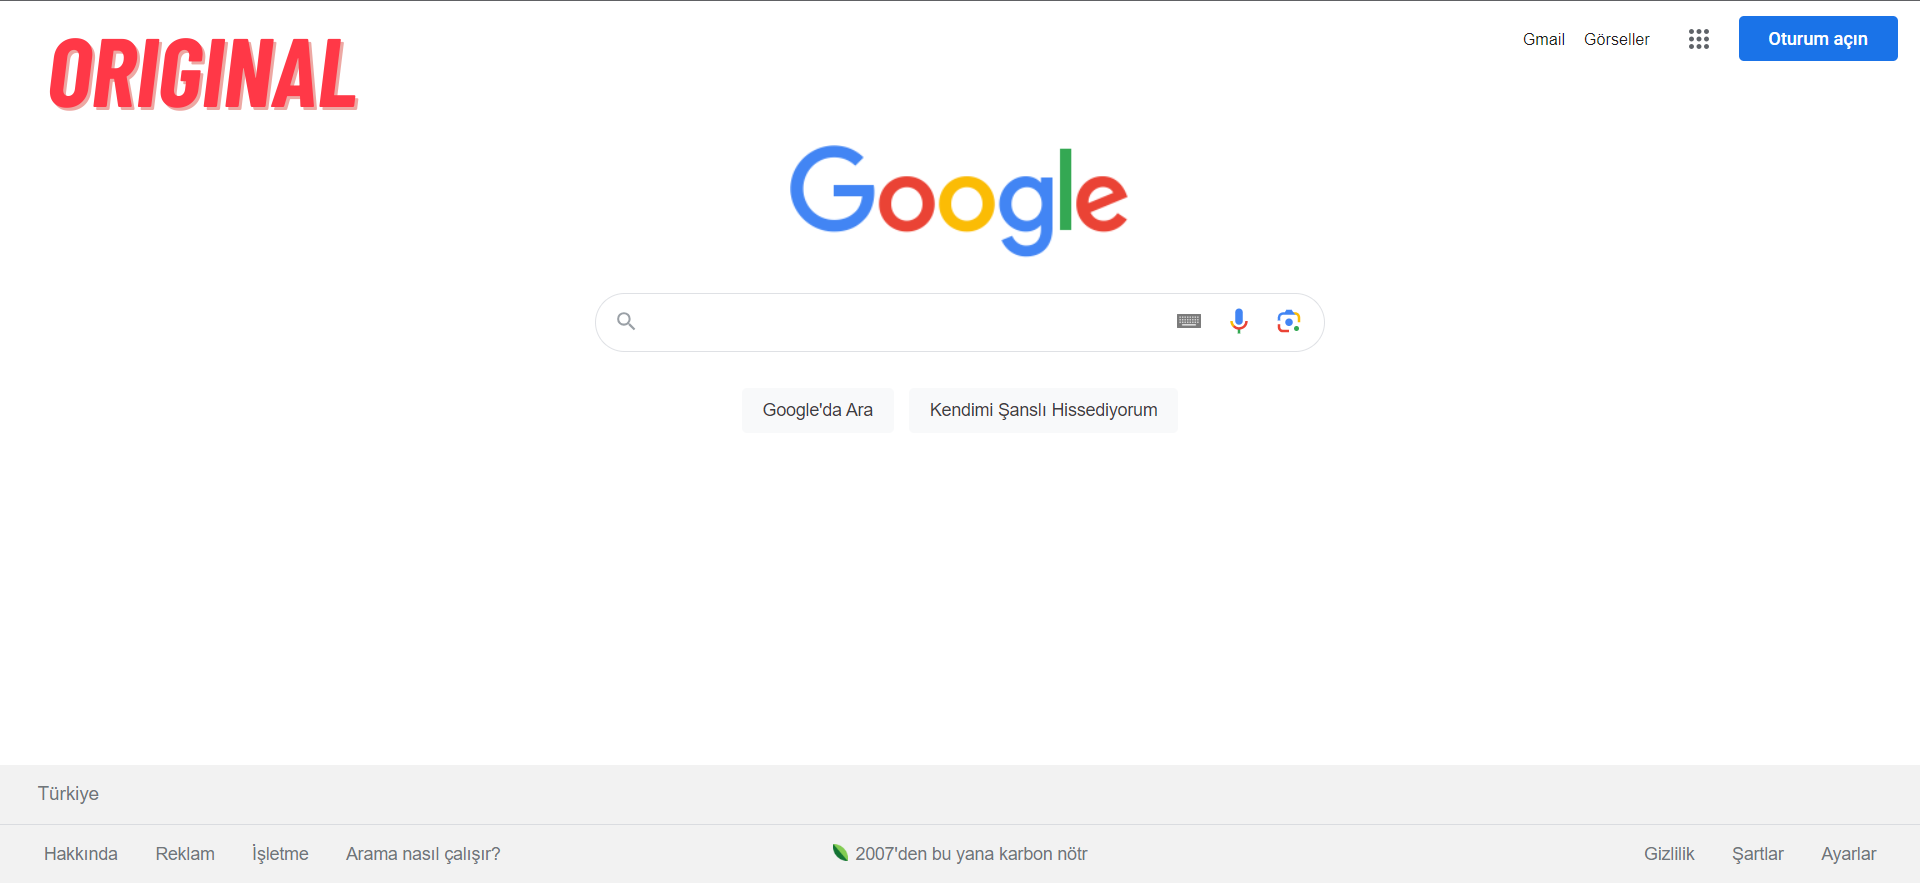 ORIGINAL
Gmail Görseller Oturum açın
Google
Google'da Ara Kendimi Şanslı Hissediyorum
Türkiye
Hakkında Reklam İşletme Arama nasıl çalışır? 2007'den bu yana karbon nötr Gizlilik Şartlar Ayarlar